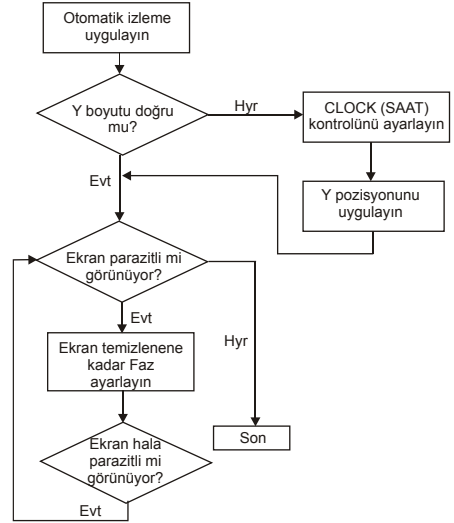 Otomatik izleme
uygulayın
Y boyutu doğru
mu?
Hyr
CLOCK (SAAT)
kontrolünü ayarlayın
Evt
Y pozisyonunu
uygulayın
Ekran parazitli mi
görünüyor?
Evt
Hyr
Ekran temizlenene
kadar Faz
ayarlayın
Son
Ekran hala
parazitli mi
görünüyor?
Evt